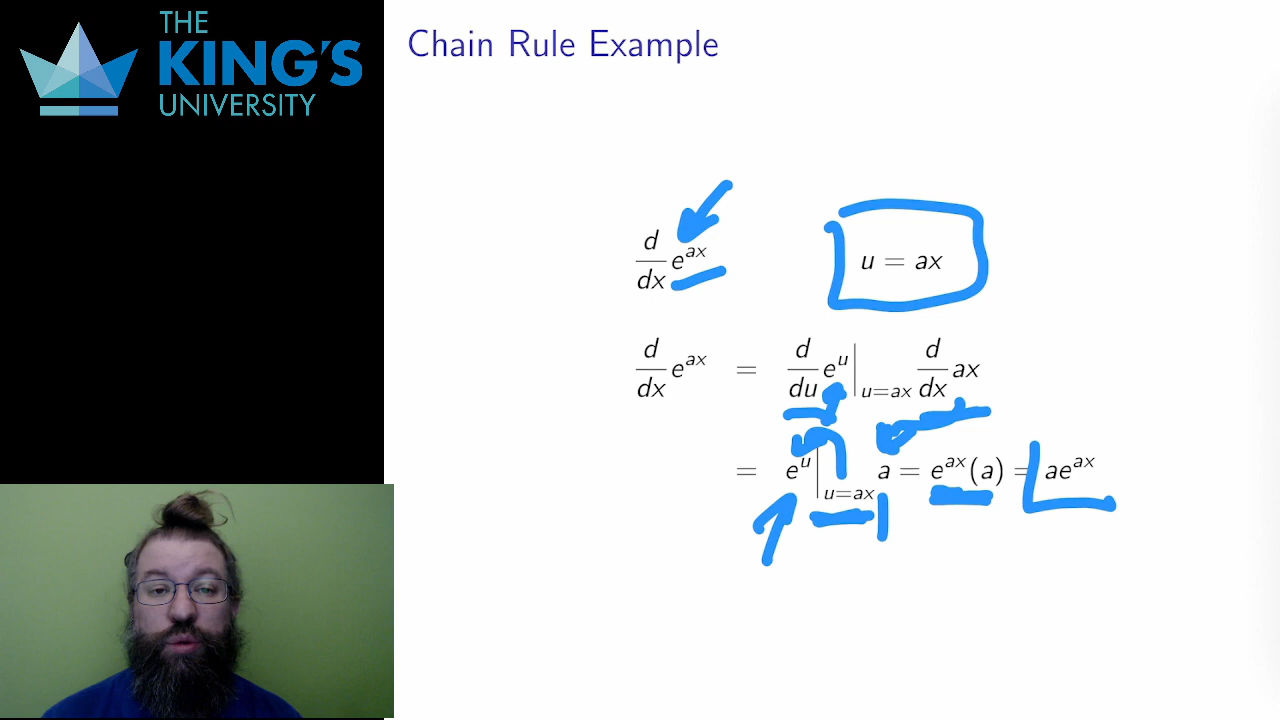 THE
KING'S
UNIVERSITY
Chain Rule Example
d/dx e^{ax} u = ax
d/dx e^{ax} = d/du e^u |_{u=ax} d/dx ax
= e^u |_{u=ax} a = e^{ax}(a) = ae^{ax}